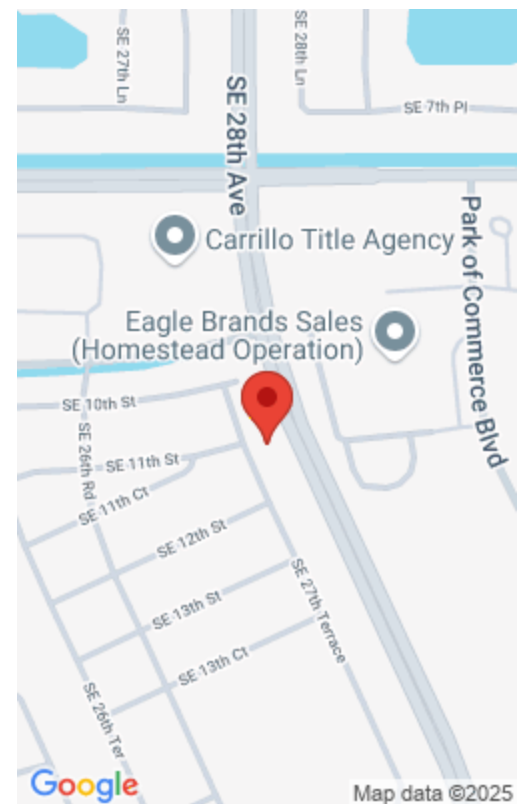 SE 27th Ln
SE 28th Ln
SE 7th Pl
SE 28th Ave
Park of Commerce Blvd
Carrillo Title Agency
Eagle Brands Sales
(Homestead Operation)
SE 10th St
SE 26th Rd
SE 11th St
SE 11th Ct
SE 12th St
SE 13th St
SE 27th Terrace
SE 13th Ct
SE 26th Ter
Google
Map data ©2025